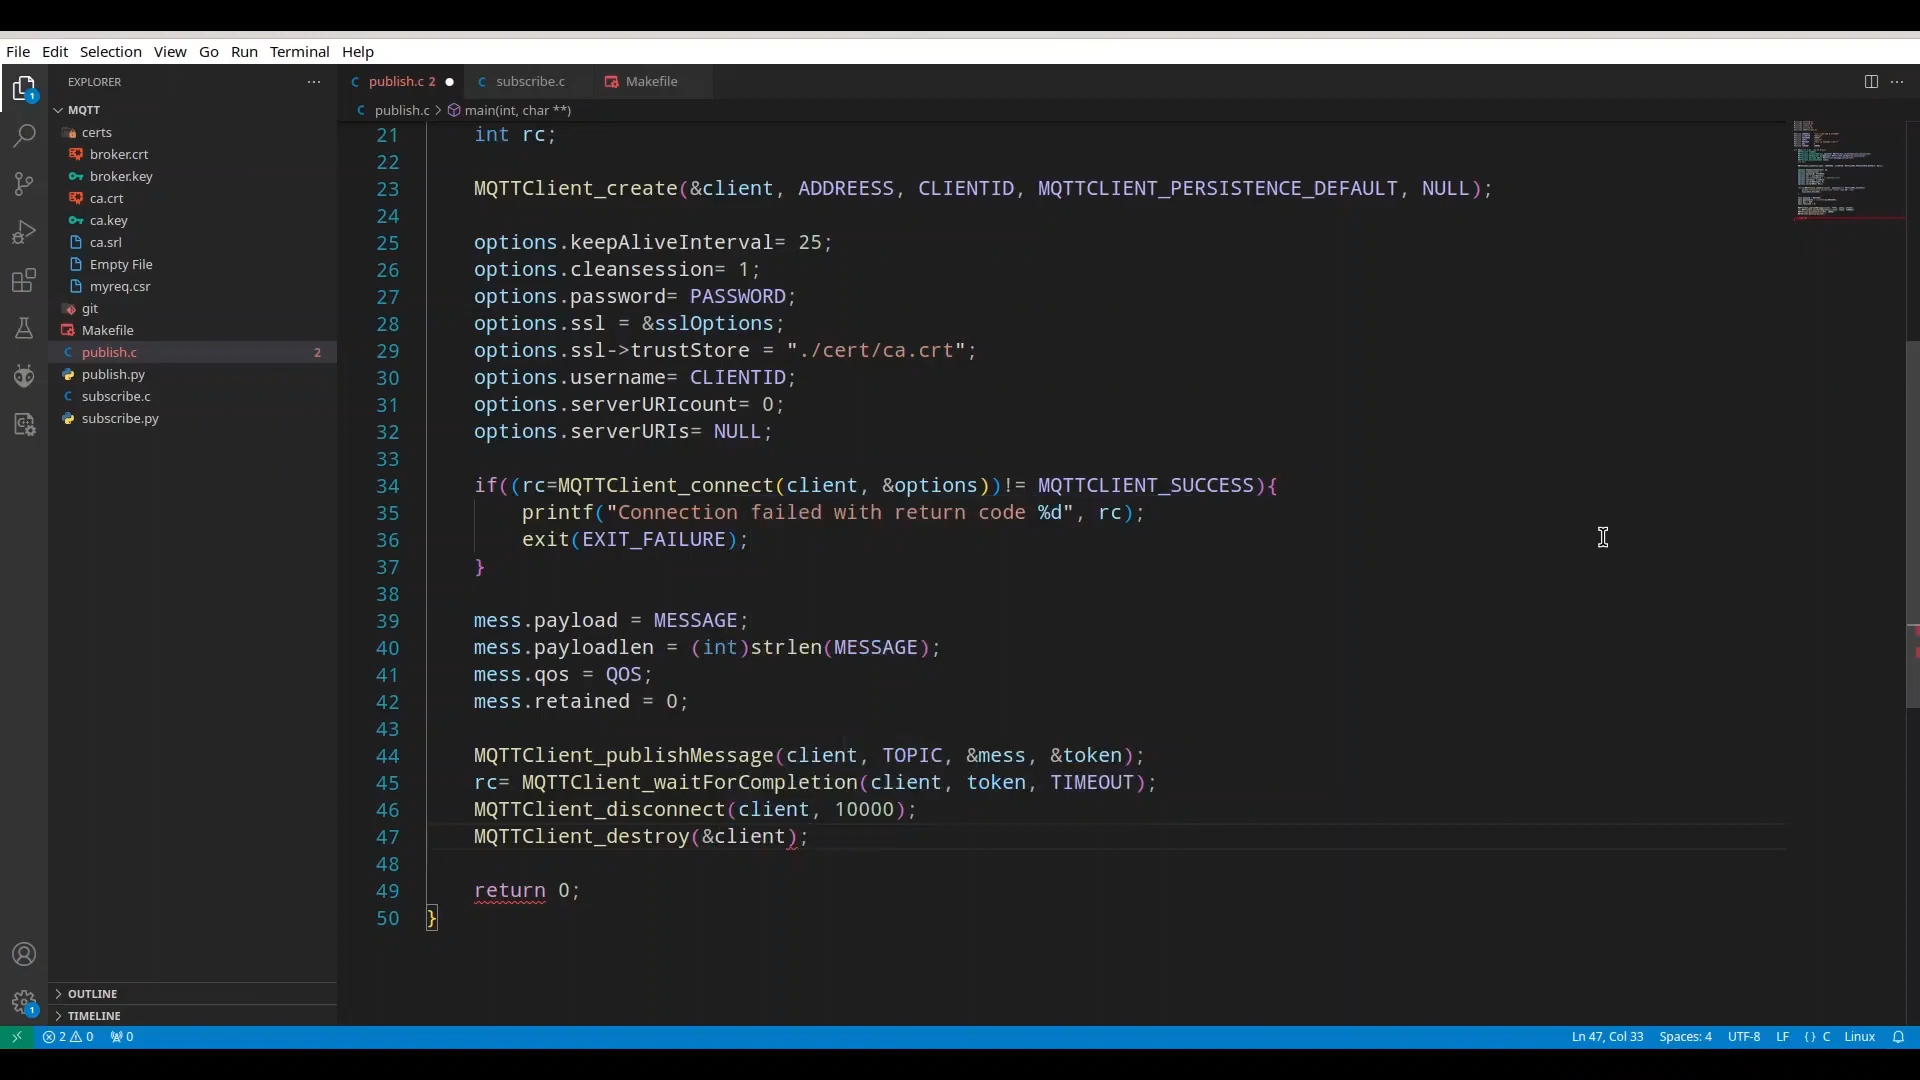 File Edit Selection View Go Run Terminal Help
EXPLORER
publish.c 2
subscribe.c
Makefile
MQTT
publish.c > main(int, char **)
certs
broker.crt
broker.key
ca.crt
ca.key
ca.srl
Empty File
myreq.csr
git
Makefile
publish.c 2
publish.py
subscribe.c
subscribe.py
OUTLINE
TIMELINE
21 int rc;
22
23 MQTTClient_create(&client, ADDREESS, CLIENTID, MQTTCLIENT_PERSISTENCE_DEFAULT, NULL);
24
25 options.keepAliveInterval= 25;
26 options.cleansession= 1;
27 options.password= PASSWORD;
28 options.ssl = &sslOptions;
29 options.ssl->trustStore = "./cert/ca.crt";
30 options.username= CLIENTID;
31 options.serverURIcount= 0;
32 options.serverURIs= NULL;
33
34 if((rc=MQTTClient_connect(client, &options))!= MQTTCLIENT_SUCCESS){
35 printf("Connection failed with return code %d", rc);
36 exit(EXIT_FAILURE);
37 }
38
39 mess.payload = MESSAGE;
40 mess.payloadlen = (int)strlen(MESSAGE);
41 mess.qos = QOS;
42 mess.retained = 0;
43
44 MQTTClient_publishMessage(client, TOPIC, &mess, &token);
45 rc= MQTTClient_waitForCompletion(client, token, TIMEOUT);
46 MQTTClient_disconnect(client, 10000);
47 MQTTClient_destroy(&client);
48
49 return 0;
50 }
1
1
2 0 0 Ln 47, Col 33 Spaces: 4 UTF-8 LF {} C Linux